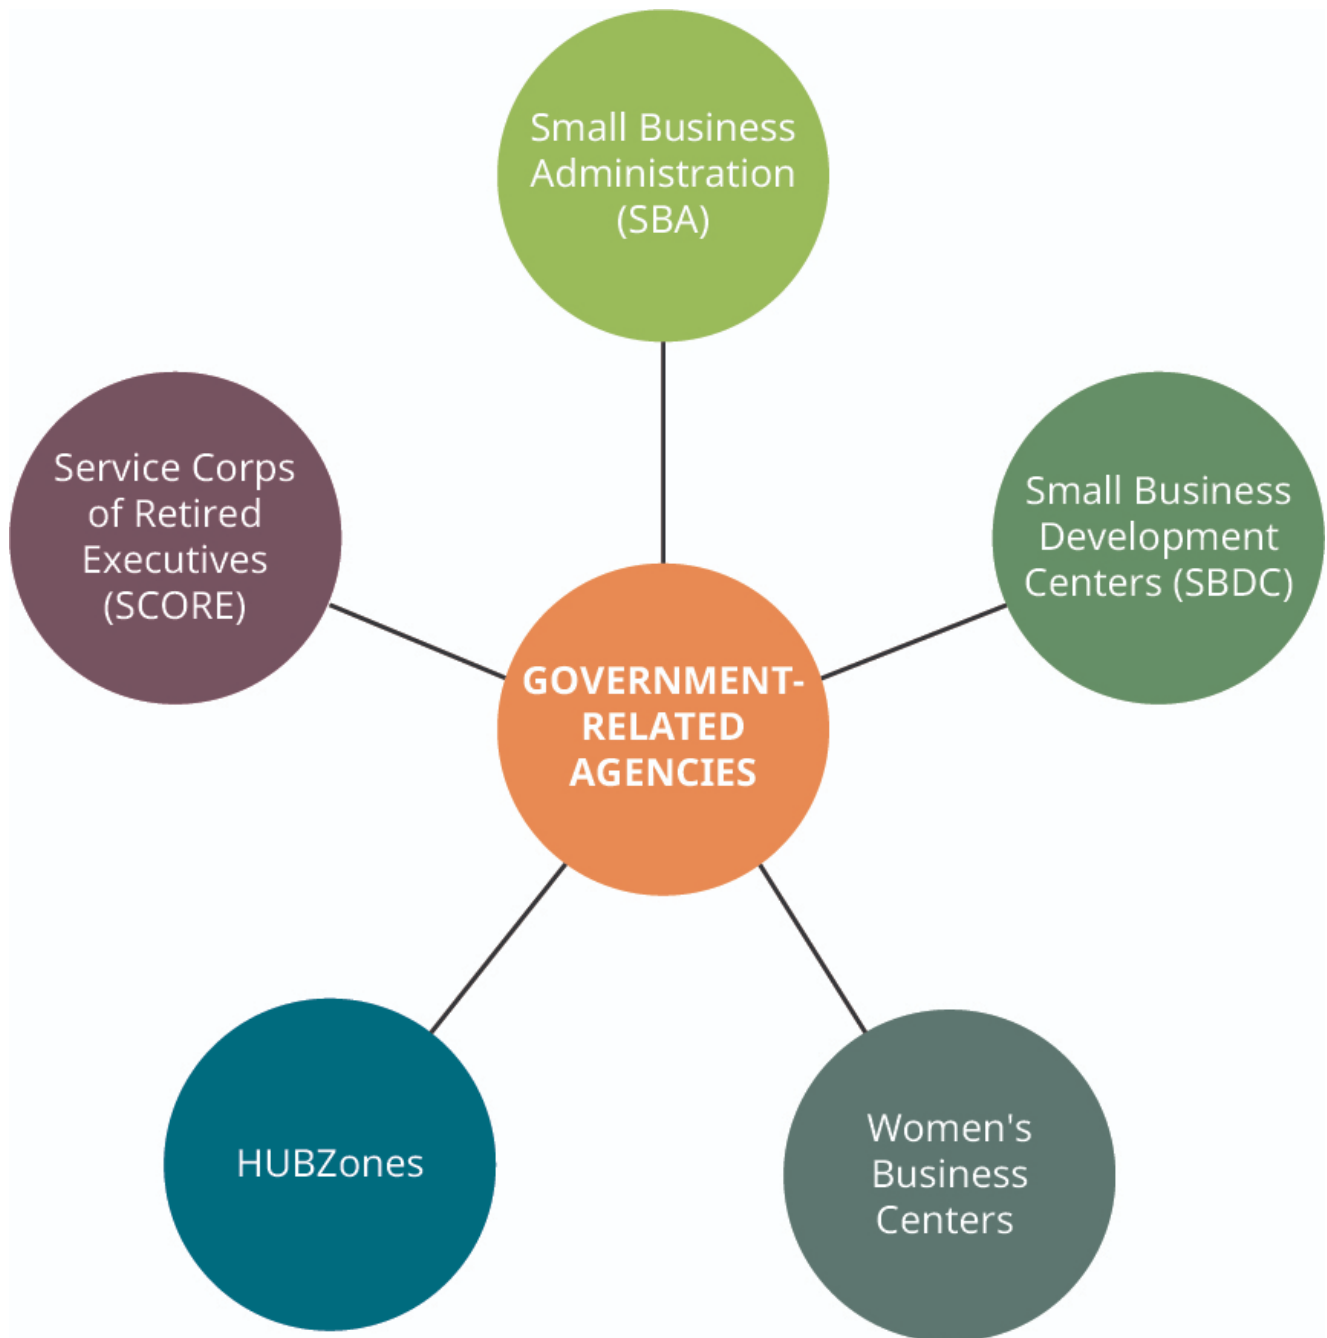 Small Business
Administration
(SBA)
Service Corps
of Retired
Executives
(SCORE)
Small Business
Development
Centers (SBDC)
GOVERNMENT-
RELATED
AGENCIES
HUBZones
Women's
Business
Centers